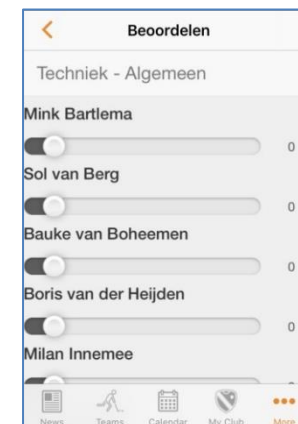 Beoordelen
Techniek - Algemeen
Mink Bartlema
0
Sol van Berg
0
Bauke van Boheemen
0
Boris van der Heijden
0
Milan Innemee
News Teams Calendar My Club More